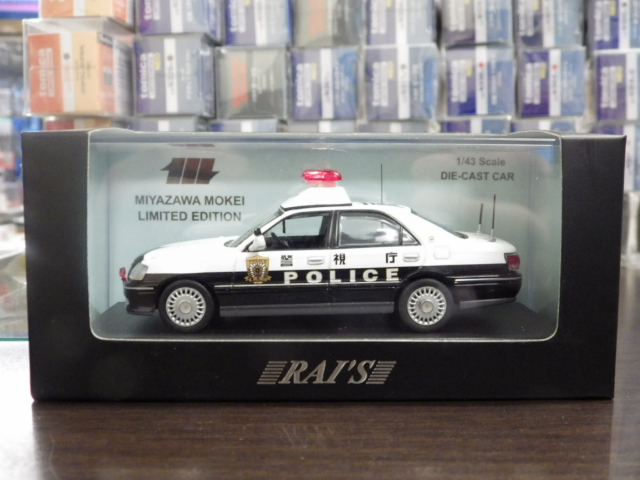 MIYAZAWA MOKEI
LIMITED EDITION
1/43 Scale
DIE-CAST CAR
警視庁
POLICE
RAI'S